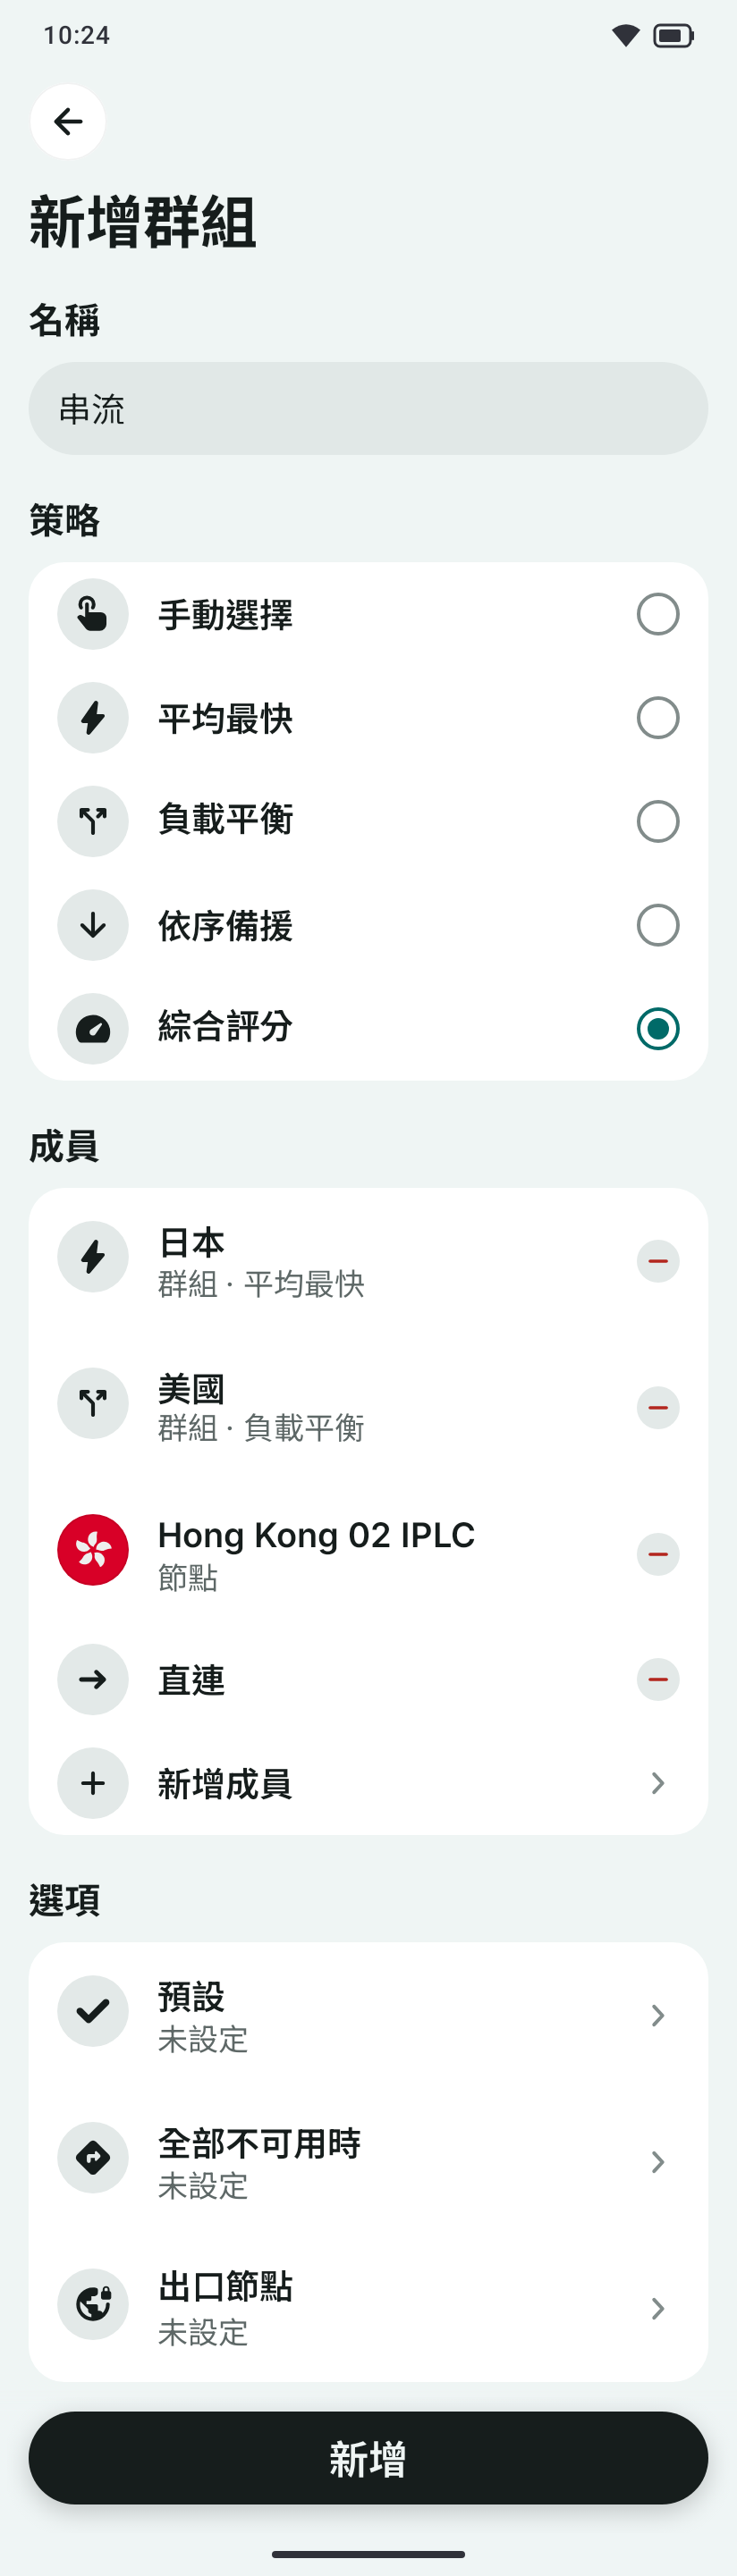 10:24
新增群組
名稱
串流
策略
手動選擇
平均最快
負載平衡
依序備援
綜合評分
成員
日本
群組 · 平均最快
美國
群組 · 負載平衡
Hong Kong 02 IPLC
節點
直連
新增成員
選項
預設
未設定
全部不可用時
未設定
出口節點
未設定
新增